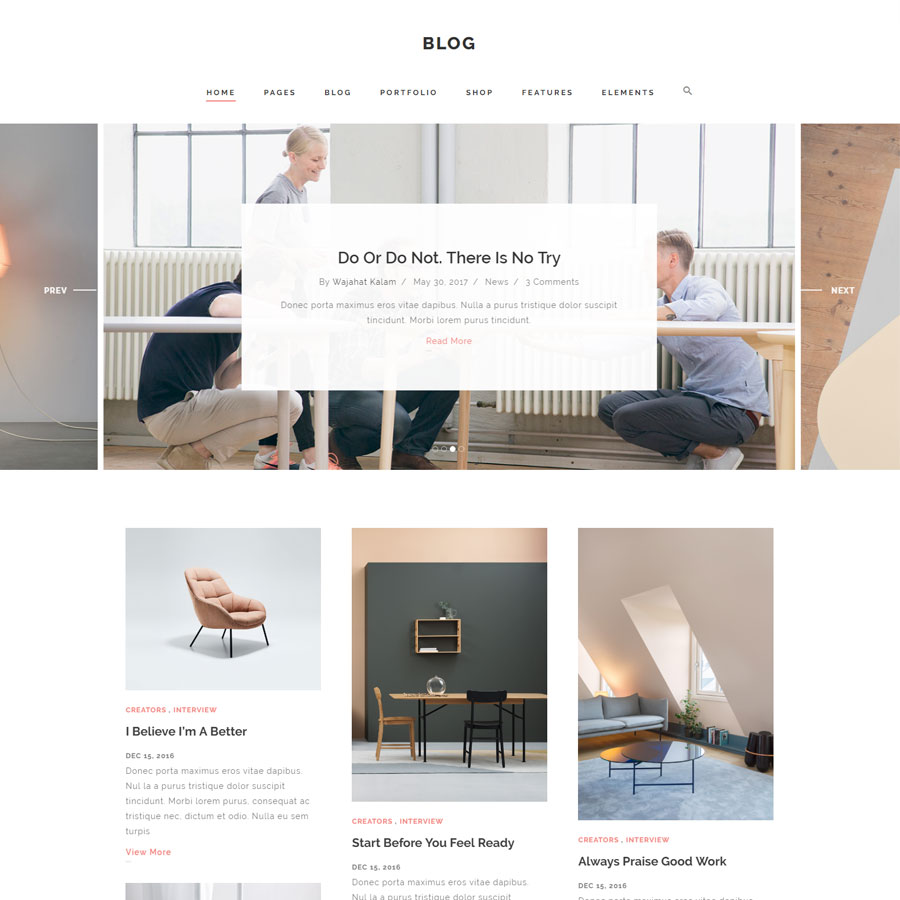 BLOG
HOME PAGES BLOG PORTFOLIO SHOP FEATURES ELEMENTS
Do Or Do Not. There Is No Try
By Wajahat Kalam / May 30, 2017 / News / 3 Comments
PREV
NEXT
Donec porta maximus eros vitae dapibus. Nulla a purus tristique dolor suscipit
tincidunt. Morbi lorem purus tincidunt.
Read More
CREATORS , INTERVIEW
I Believe I'm A Better
DEC 15, 2016
Donec porta maximus eros vitae dapibus.
Nul la a purus tristique dolor suscipit
tincidunt. Morbi lorem purus, consequat ac
tristique nec, dictum et odio. Nulla eu sem
turpis
View More
CREATORS , INTERVIEW
Start Before You Feel Ready
DEC 15, 2016
Donec porta maximus eros vitae dapibus.
Nul la a purus tristique dolor suscipit
CREATORS , INTERVIEW
Always Praise Good Work
DEC 15, 2016